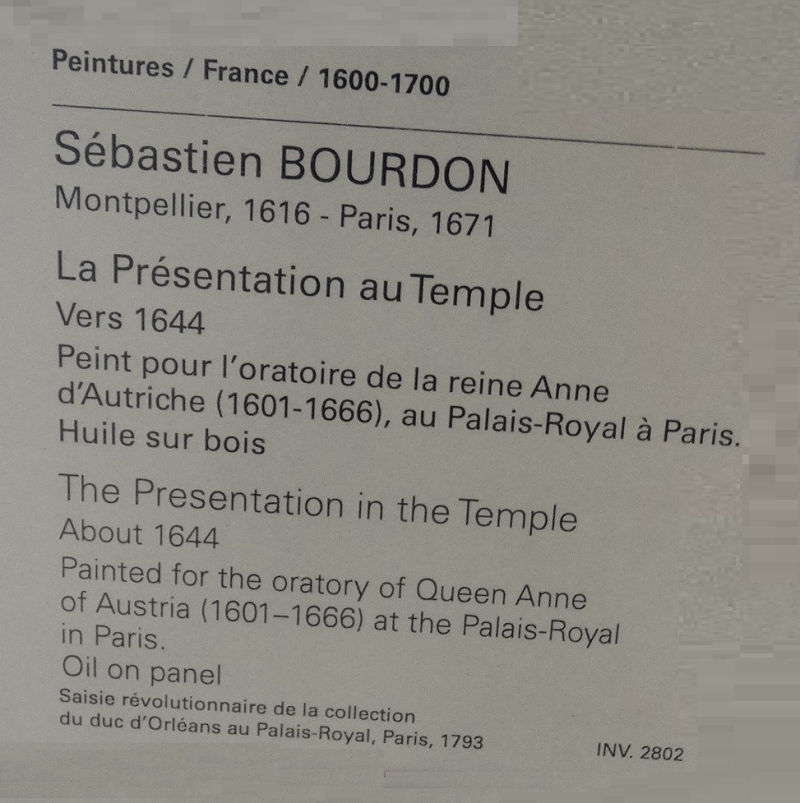 Peintures / France / 1600-1700
Sébastien BOURDON
Montpellier, 1616 - Paris, 1671
La Présentation au Temple
Vers 1644
Peint pour l'oratoire de la reine Anne
d'Autriche (1601-1666), au Palais-Royal à Paris.
Huile sur bois
The Presentation in the Temple
About 1644
Painted for the oratory of Queen Anne
of Austria (1601–1666) at the Palais-Royal
in Paris.
Oil on panel
Saisie révolutionnaire de la collection
du duc d'Orléans au Palais-Royal, Paris, 1793
INV. 2802